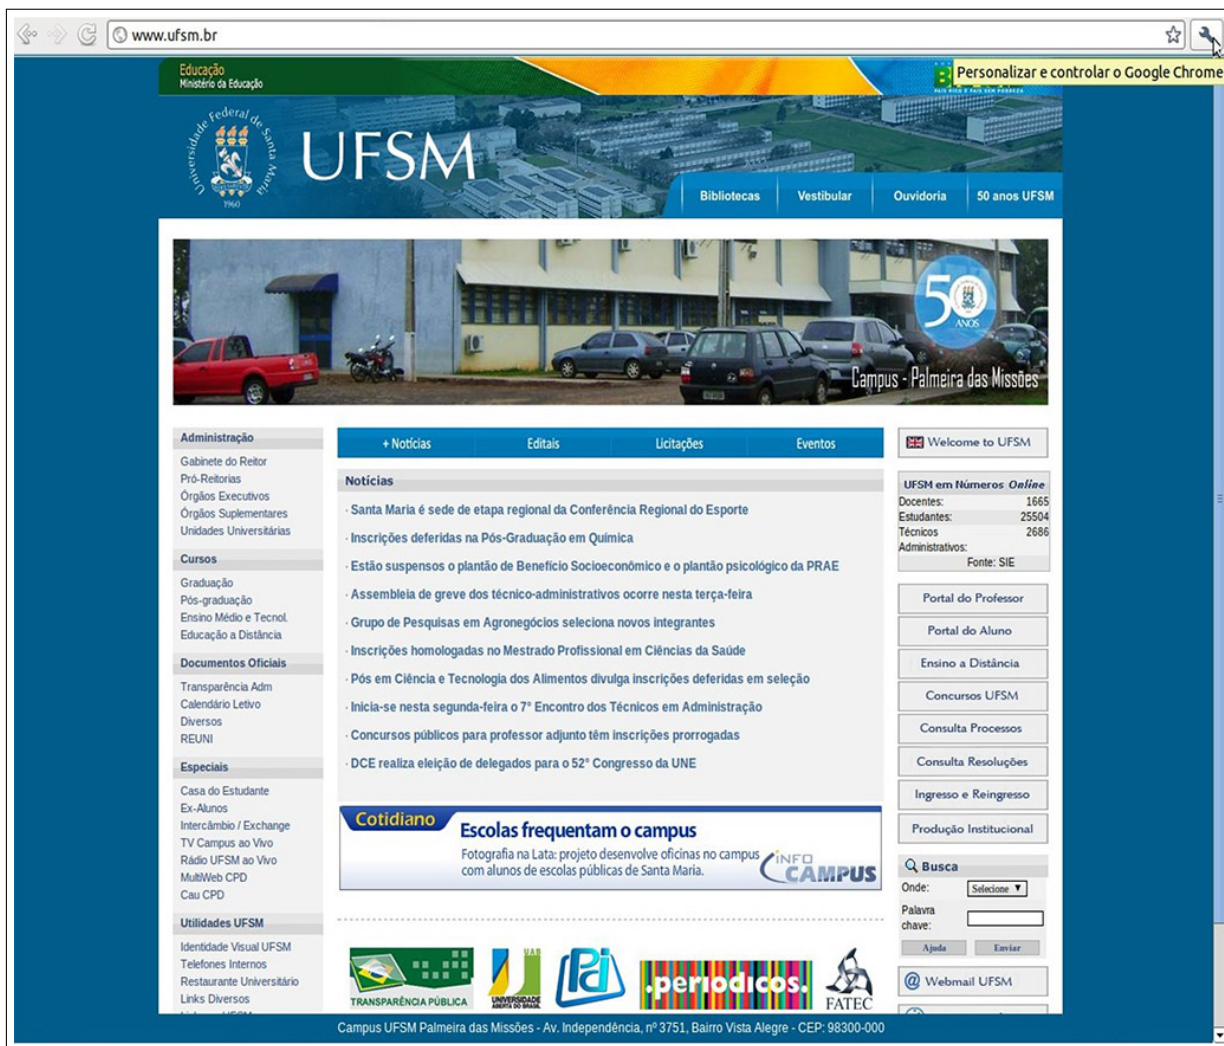 www.ufsm.br
Personalizar e controlar o Google Chrome
Educação
Ministério da Educação
PAÍS RICO É PAÍS SEM POBREZA
Universidade Federal de Santa Maria
1960
UFSM
Bibliotecas Vestibular Ouvidoria 50 anos UFSM
50
ANOS
Campus - Palmeira das Missões
Administração
Gabinete do Reitor
Pró-Reitorias
Órgãos Executivos
Órgãos Suplementares
Unidades Universitárias
Cursos
Graduação
Pós-graduação
Ensino Médio e Tecnol.
Educação a Distância
Documentos Oficiais
Transparência Adm
Calendário Letivo
Diversos
REUNI
Especiais
Casa do Estudante
Ex-Alunos
Intercâmbio / Exchange
TV Campus ao Vivo
Rádio UFSM ao Vivo
MultiWeb CPD
Cau CPD
Utilidades UFSM
Identidade Visual UFSM
Telefones Internos
Restaurante Universitário
Links Diversos
+ Notícias Editais Licitações Eventos
Notícias
· Santa Maria é sede de etapa regional da Conferência Regional do Esporte
· Inscrições deferidas na Pós-Graduação em Química
· Estão suspensos o plantão de Benefício Socioeconômico e o plantão psicológico da PRAE
· Assembleia de greve dos técnico-administrativos ocorre nesta terça-feira
· Grupo de Pesquisas em Agronegócios seleciona novos integrantes
· Inscrições homologadas no Mestrado Profissional em Ciências da Saúde
· Pós em Ciência e Tecnologia dos Alimentos divulga inscrições deferidas em seleção
· Inicia-se nesta segunda-feira o 7° Encontro dos Técnicos em Administração
· Concursos públicos para professor adjunto têm inscrições prorrogadas
· DCE realiza eleição de delegados para o 52° Congresso da UNE
Cotidiano
Escolas frequentam o campus
Fotografia na Lata: projeto desenvolve oficinas no campus
com alunos de escolas públicas de Santa Maria.
INFO
CAMPUS
TRANSPARÊNCIA PÚBLICA
UAB
UNIVERSIDADE
ABERTA DO BRASIL
.periodicos.
FATEC
Welcome to UFSM
UFSM em Números Online
Docentes: 1665
Estudantes: 25504
Técnicos 2686
Administrativos:
Fonte: SIE
Portal do Professor
Portal do Aluno
Ensino a Distância
Concursos UFSM
Consulta Processos
Consulta Resoluções
Ingresso e Reingresso
Produção Institucional
Busca
Onde: Selecione
Palavra
chave:
Ajuda Enviar
@ Webmail UFSM
Campus UFSM Palmeira das Missões - Av. Independência, nº 3751, Bairro Vista Alegre - CEP: 98300-000